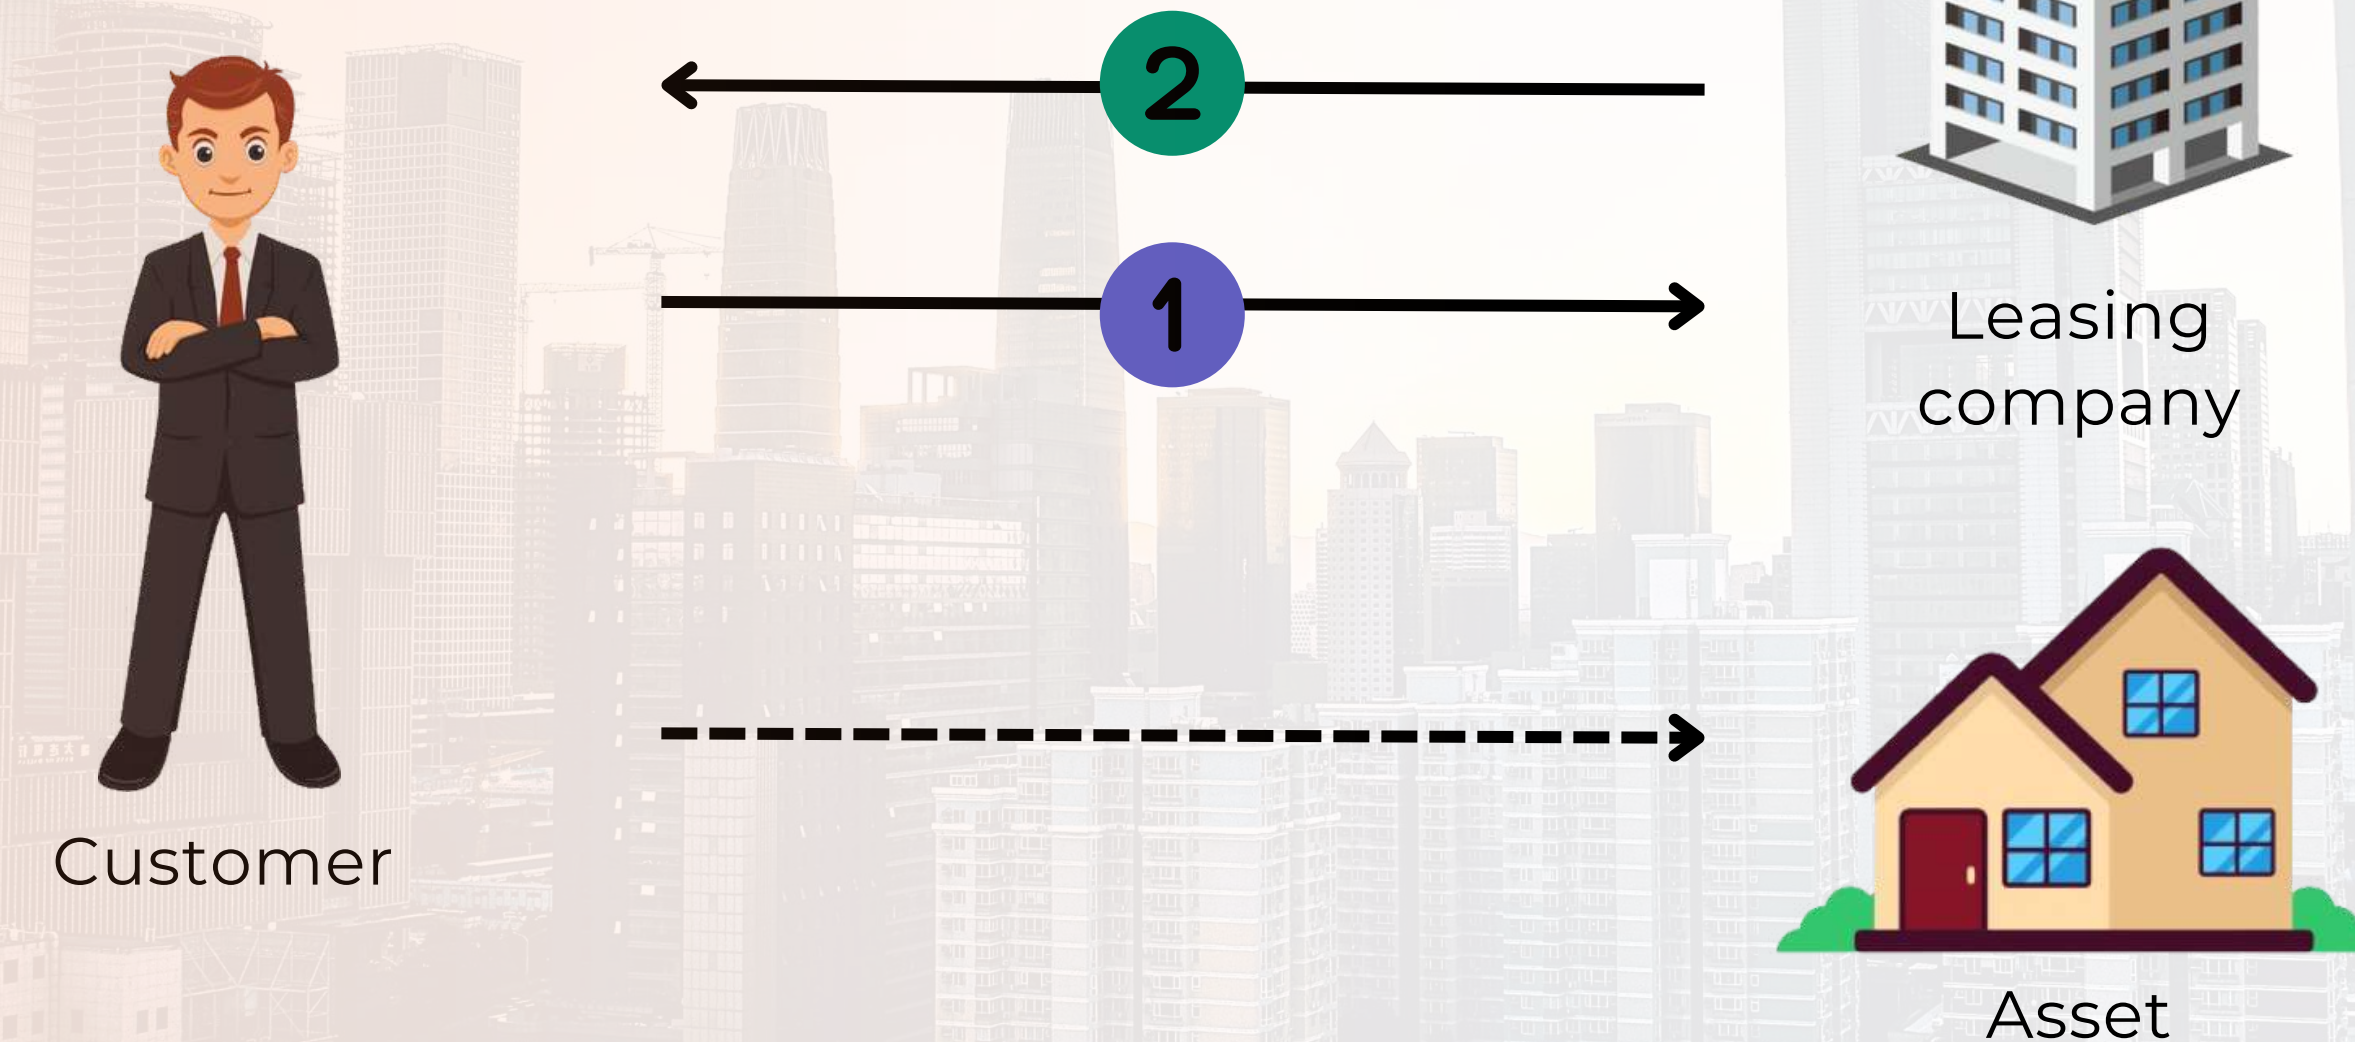 2
1
Leasing
company
Customer
Asset